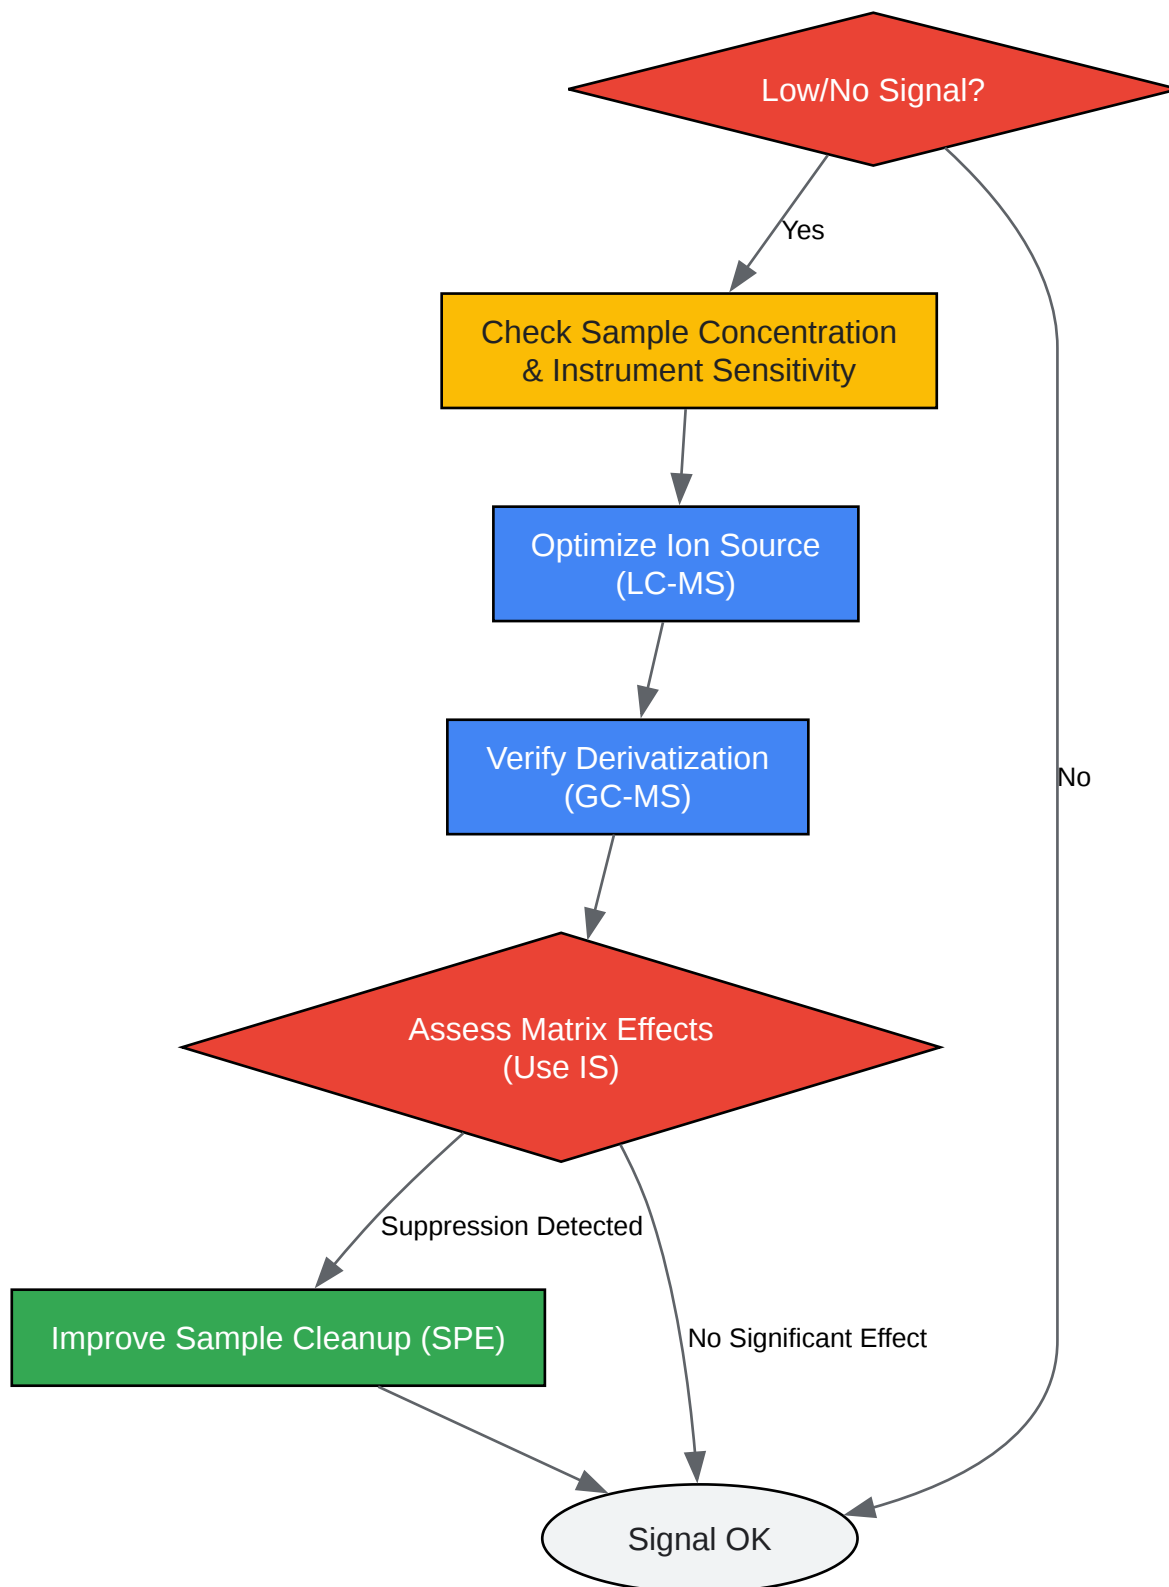 Low/No Signal?
Yes
Check Sample Concentration
& Instrument Sensitivity
Optimize Ion Source
(LC-MS)
Verify Derivatization
(GC-MS)
No
Assess Matrix Effects
(Use IS)
Suppression Detected
Improve Sample Cleanup (SPE)
No Significant Effect
Signal OK